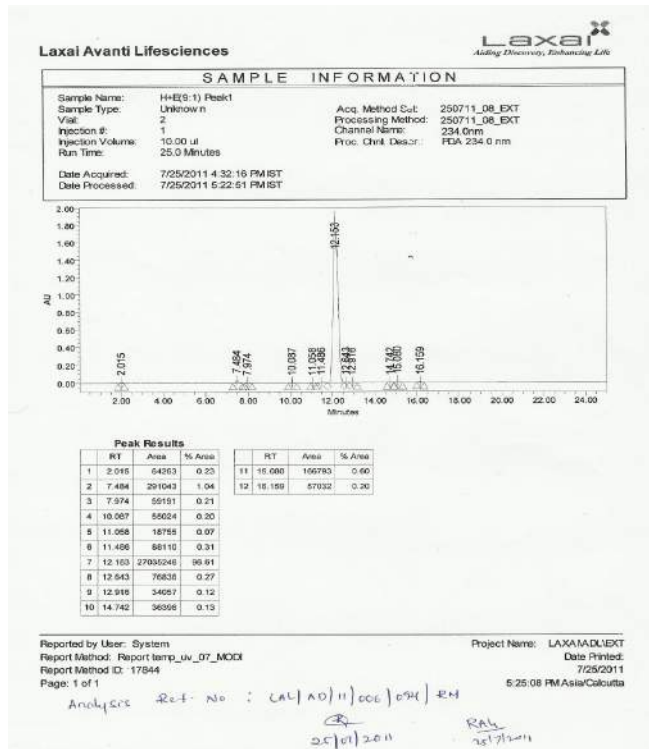 Laxai Avanti Lifesciences
Laxai
Aiding Discovery, Enhancing Life
SAMPLE INFORMATION
Sample Name: H+E(9:1) Peak1
Sample Type: Unknown
Vial: 2
Injection #: 1
Injection Volume: 10.00 ul
Run Time: 25.0 Minutes
Date Acquired: 7/25/2011 4:32:16 PM IST
Date Processed: 7/25/2011 5:22:51 PM IST
Acq. Method Set: 250711_08_EXT
Processing Method: 250711_08_EXT
Channel Name: 234.0nm
Proc. Chnl. Descr.: PDA 234.0 nm
2.00
1.80
1.60
1.40
1.20
1.00
0.80
0.60
0.40
0.20
0.00
AU
2.015
7.484
7.974
10.087
11.058
11.486
12.153
12.643
12.916
14.742
15.080
16.159
2.00 4.00 6.00 8.00 10.00 12.00 14.00 16.00 18.00 20.00 22.00 24.00
Minutes
Peak Results
RT Area % Area
1 2.015 64263 0.23
2 7.484 291043 1.04
3 7.974 59191 0.21
4 10.087 55024 0.20
5 11.058 18755 0.07
6 11.486 88110 0.31
7 12.153 27035246 96.61
8 12.643 76838 0.27
9 12.916 34057 0.12
10 14.742 36398 0.13
RT Area % Area
11 15.080 166793 0.60
12 16.159 57032 0.20
Reported by User: System
Report Method: Report temp_uv_07_MODI
Report Method ID: 17844
Page: 1 of 1
Project Name: LAXAI\ADL\EXT
Date Printed:
7/25/2011
5:25:08 PM Asia/Calcutta
Analysis Ref. No : LAL/AD/11/006/094/RM
25/07/2011
25/7/2011